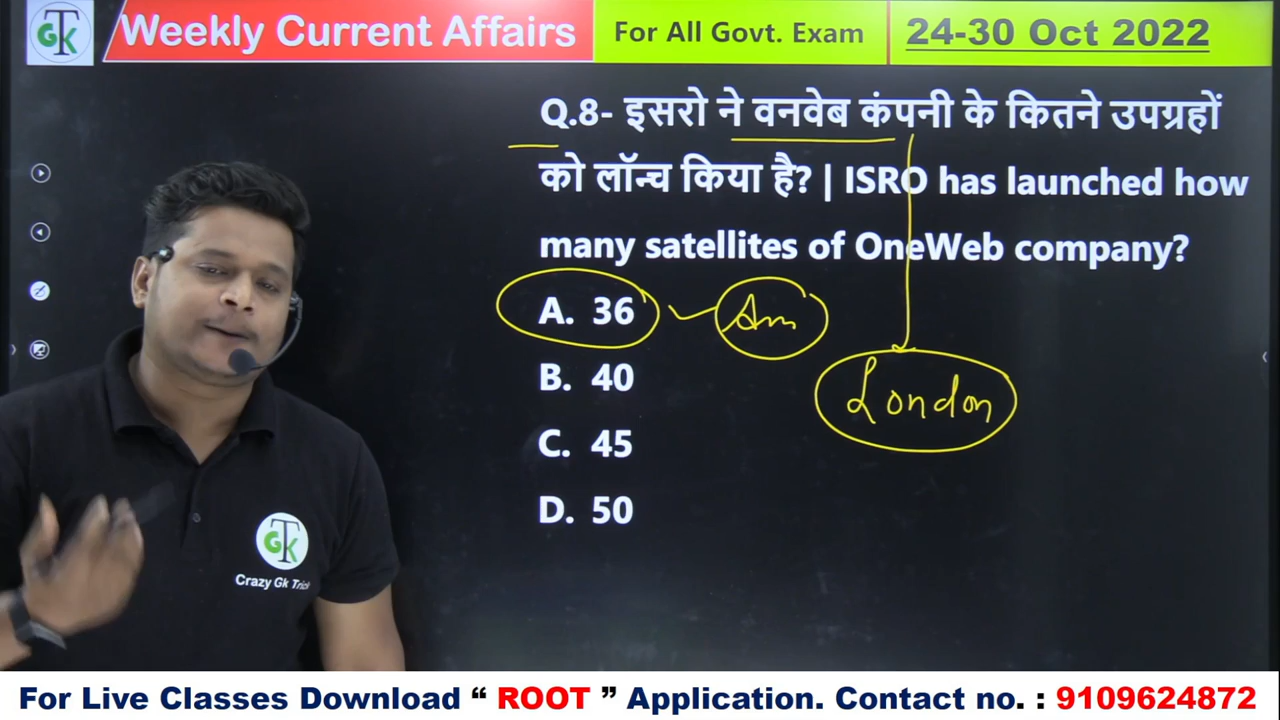 GTK
Weekly Current Affairs
For All Govt. Exam
24-30 Oct 2022
Q.8- इसरो ने वनवेब कंपनी के कितने उपग्रहों
को लॉन्च किया है? | ISRO has launched how
many satellites of OneWeb company?
A. 36
Ans
B. 40
London
C. 45
D. 50
GTK
Crazy Gk Trick
For Live Classes Download “ ROOT ” Application. Contact no. : 9109624872